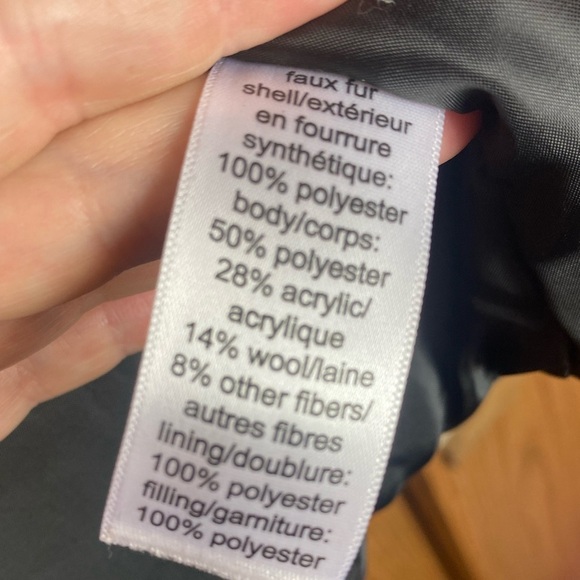 faux fur
shell/extérieur
en fourrure
synthétique:
100% polyester
body/corps:
50% polyester
28% acrylic/
acrylique
14% wool/laine
8% other fibers/
autres fibres
lining/doublure:
100% polyester
filling/garniture:
100% polyester